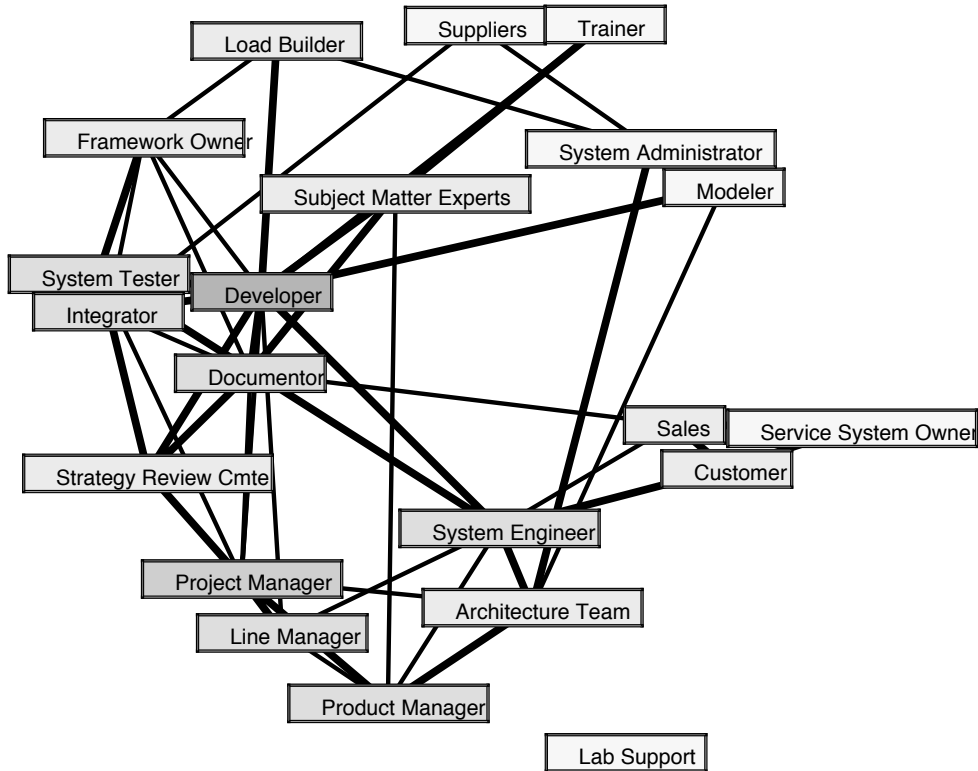 Suppliers
Trainer
Load Builder
Framework Owner
System Administrator
Modeler
Subject Matter Experts
System Tester
Developer
Integrator
Documentor
Sales
Service System Owner
Strategy Review Cmte
Customer
System Engineer
Project Manager
Architecture Team
Line Manager
Product Manager
Lab Support